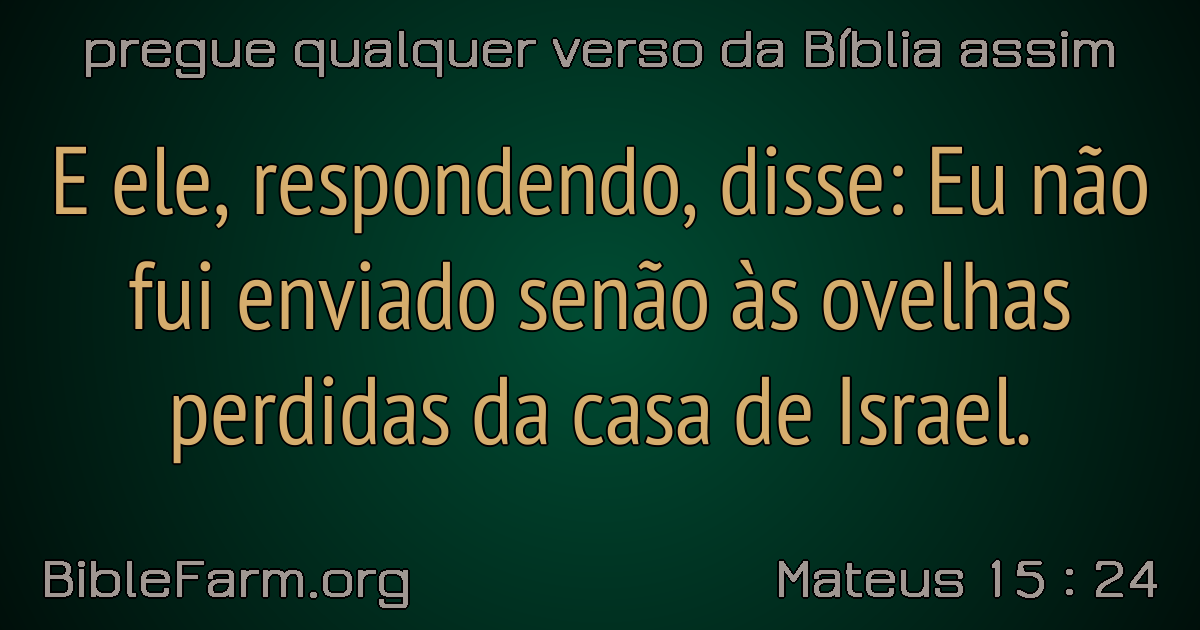 pregue qualquer verso da Bíblia assim
E ele, respondendo, disse: Eu não
fui enviado senão às ovelhas
perdidas da casa de Israel.
BibleFarm.org
Mateus 15 : 24